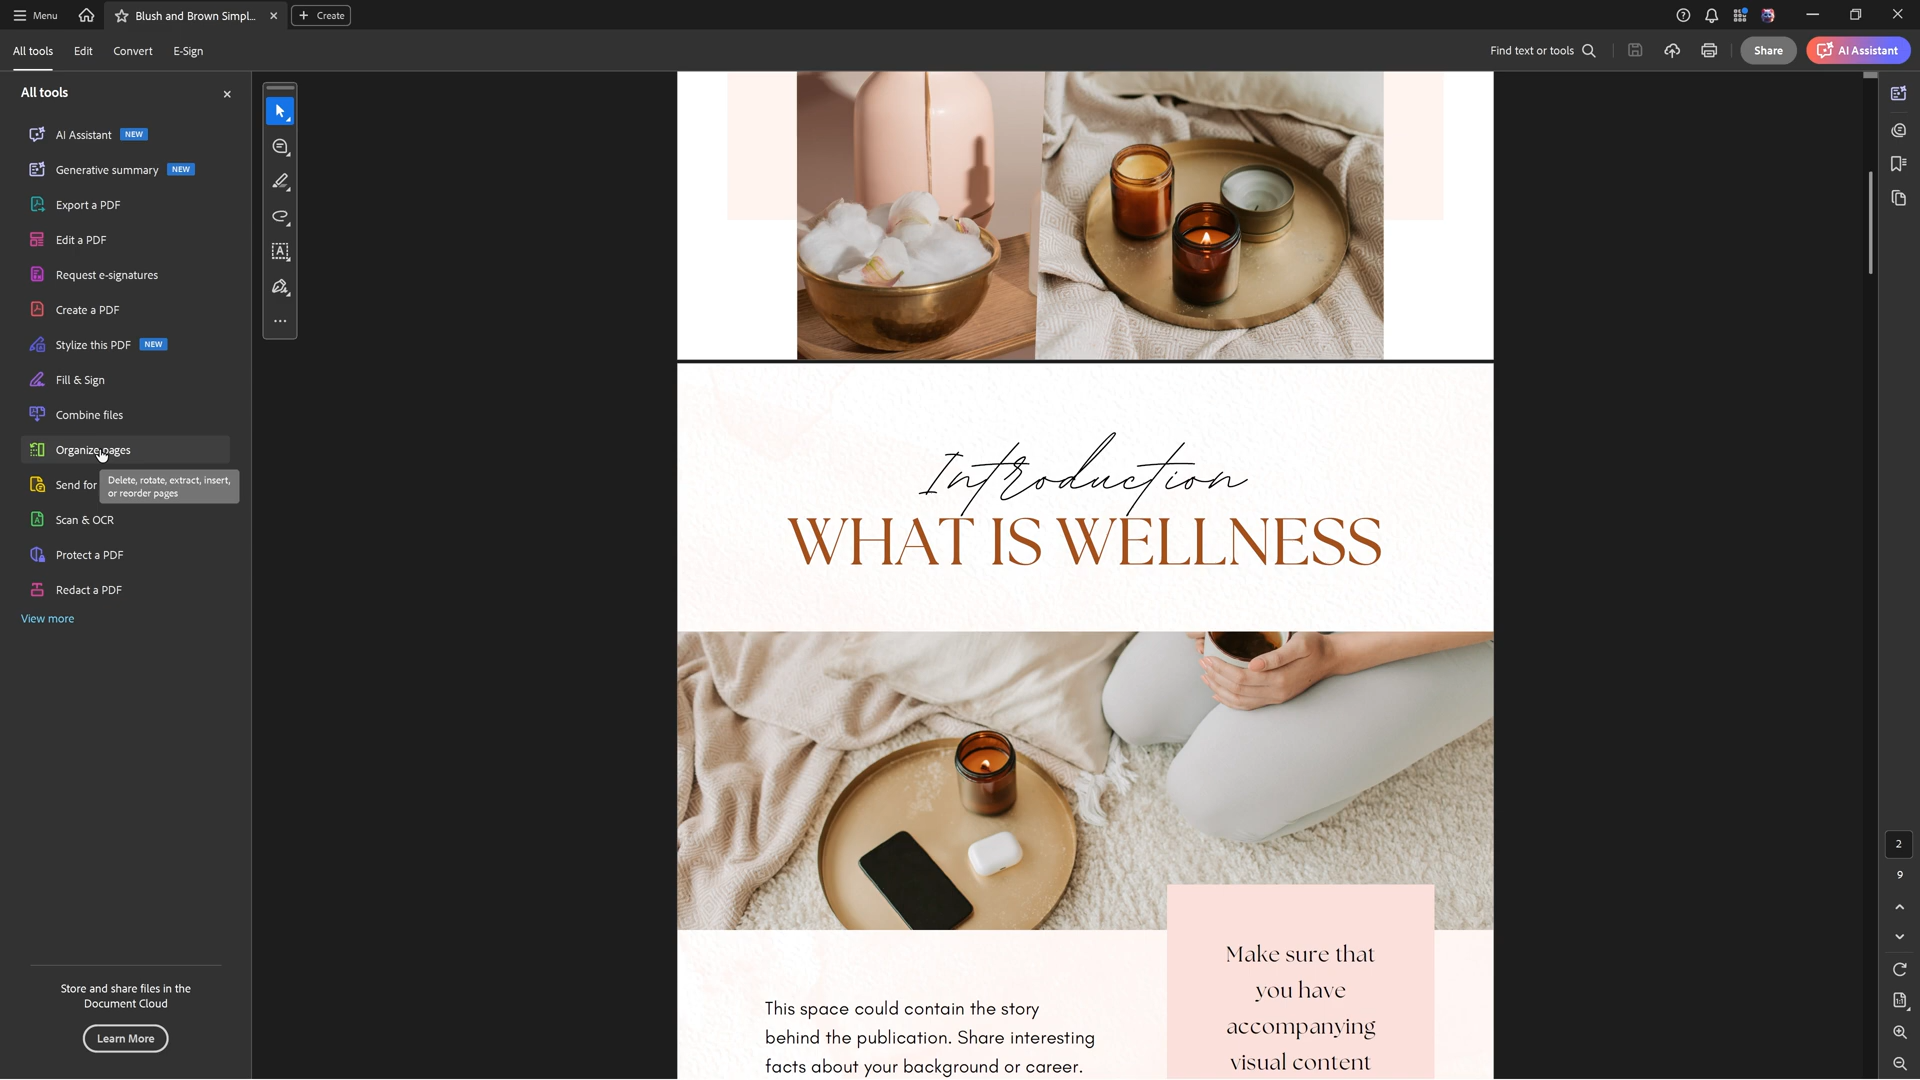 Menu
Blush and Brown Simpl...
Create
All tools
Edit
Convert
E-Sign
Find text or tools
Share
AI Assistant
All tools
AI Assistant NEW
Generative summary NEW
Export a PDF
Edit a PDF
Request e-signatures
Create a PDF
Stylize this PDF NEW
Fill & Sign
Combine files
Organize pages
Send for
Delete, rotate, extract, insert,
or reorder pages
Scan & OCR
Protect a PDF
Redact a PDF
View more
Store and share files in the
Document Cloud
Learn More
Introduction
WHAT IS WELLNESS
This space could contain the story
behind the publication. Share interesting
facts about your background or career.
Make sure that
you have
accompanying
visual content
2
9